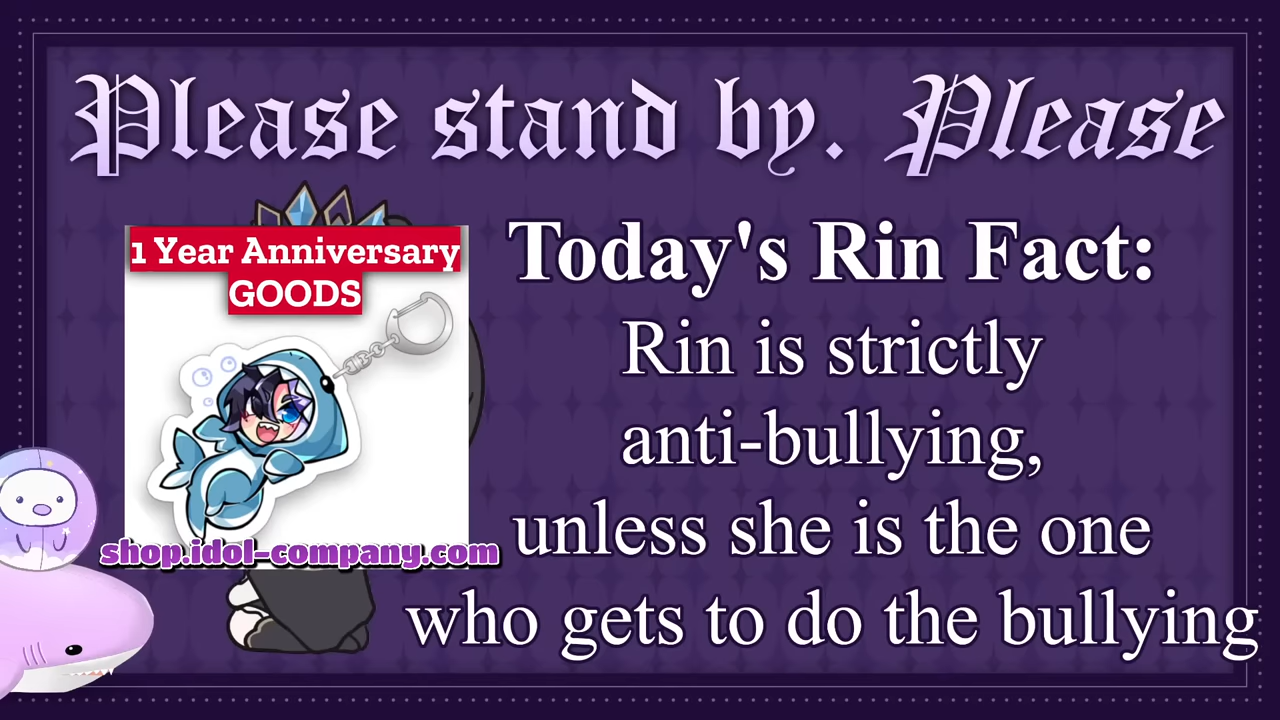 Please stand by. Please
1 Year Anniversary
GOODS
shop.idol-company.com
Today's Rin Fact:
Rin is strictly
anti-bullying,
unless she is the one
who gets to do the bullying